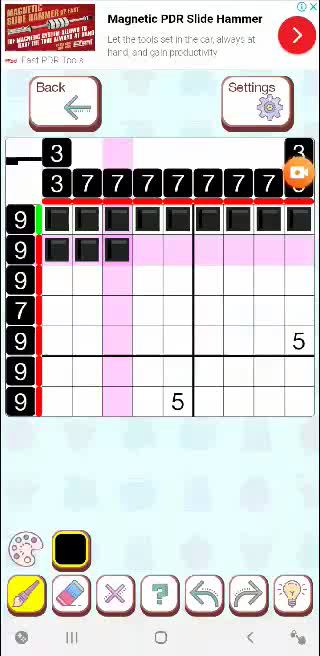 MAGNETIC
SLIDE HAMMER
Magnetic PDR Slide Hammer
Let the tools set in the car, always at
hand, and gain productivity
Fast PDR Tools
Back
Settings
3 3
3 7 7 7 7 7 7 7
9
9
9
7
9 5
9
9 5
?